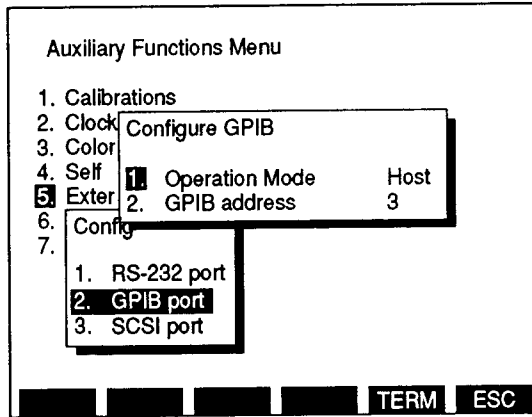 Auxiliary Functions Menu
1. Calibrations
2. Clock
3. Color
4. Self
5. Exter
6.
7.
Configure GPIB
1. Operation Mode Host
2. GPIB address 3
Config
1. RS-232 port
2. GPIB port
3. SCSI port
TERM ESC